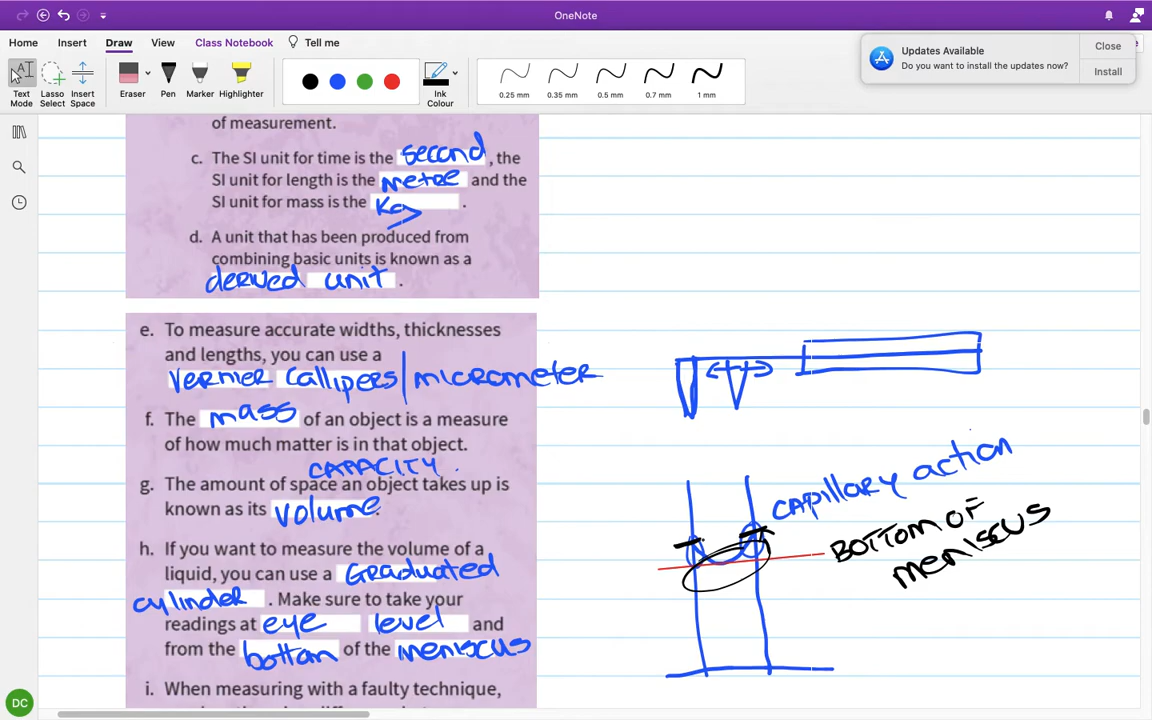 OneNote
Home Insert Draw View Class Notebook Tell me
Updates Available
Do you want to install the updates now?
Close
Install
Text Mode
Lasso Select
Insert Space
Eraser
Pen
Marker
Highlighter
Ink Colour
0.25 mm 0.35 mm 0.5 mm 0.7 mm 1 mm
of measurement.
c. The SI unit for time is the second, the
SI unit for length is the metre and the
SI unit for mass is the Kg.
d. A unit that has been produced from
combining basic units is known as a
derived unit.
e. To measure accurate widths, thicknesses
and lengths, you can use a
Vernier Callipers/micrometer
f. The mass of an object is a measure
of how much matter is in that object.
CAPACITY.
g. The amount of space an object takes up is
known as its volume.
h. If you want to measure the volume of a
liquid, you can use a Graduated
cylinder. Make sure to take your
readings at eye level and
from the bottom of the meniscus
i. When measuring with a faulty technique,
CAPillary action
BOTTOM OF
meniscus
DC